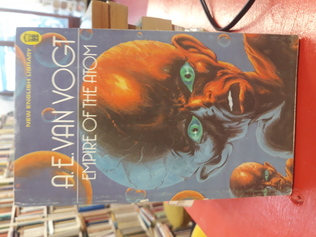 NEW ENGLISH LIBRARY
A.E. VAN VOGT
EMPIRE OF THE ATOM